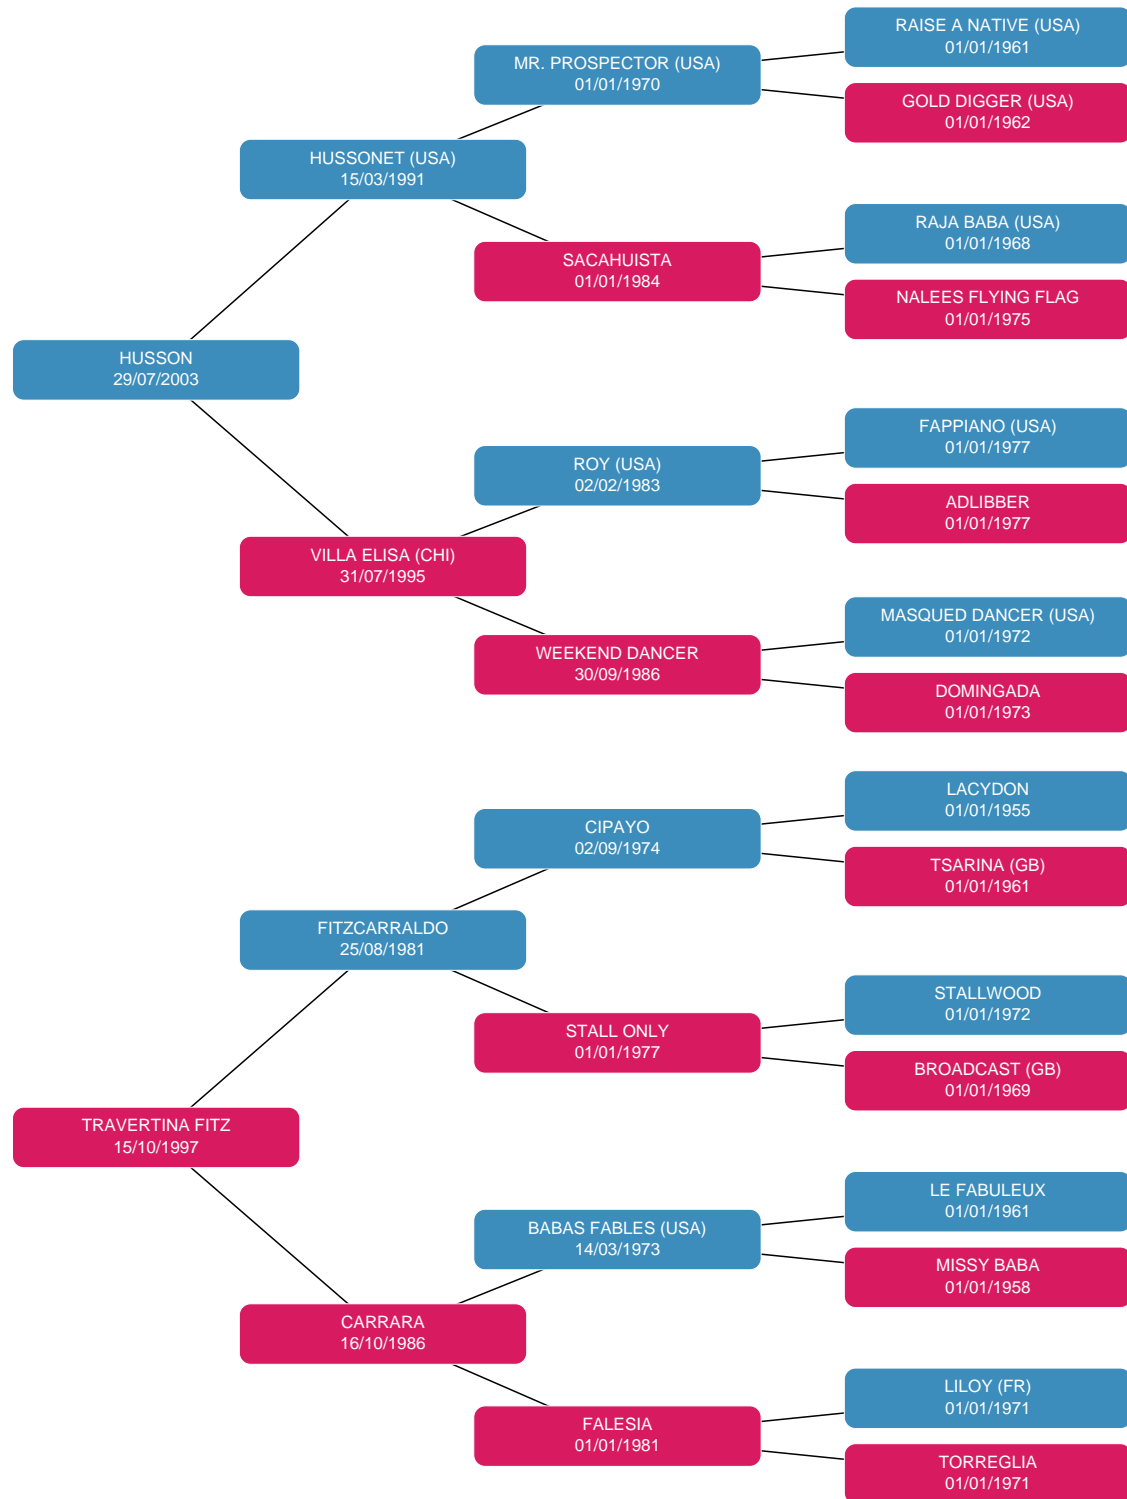 RAISE A NATIVE (USA)
01/01/1961
MR. PROSPECTOR (USA)
01/01/1970
GOLD DIGGER (USA)
01/01/1962
HUSSONET (USA)
15/03/1991
RAJA BABA (USA)
01/01/1968
SACAHUISTA
01/01/1984
NALEES FLYING FLAG
01/01/1975
HUSSON
29/07/2003
FAPPIANO (USA)
01/01/1977
ROY (USA)
02/02/1983
ADLIBBER
01/01/1977
VILLA ELISA (CHI)
31/07/1995
MASQUED DANCER (USA)
01/01/1972
WEEKEND DANCER
30/09/1986
DOMINGADA
01/01/1973
LACYDON
01/01/1955
CIPAYO
02/09/1974
TSARINA (GB)
01/01/1961
FITZCARRALDO
25/08/1981
STALLWOOD
01/01/1972
STALL ONLY
01/01/1977
BROADCAST (GB)
01/01/1969
TRAVERTINA FITZ
15/10/1997
LE FABULEUX
01/01/1961
BABAS FABLES (USA)
14/03/1973
MISSY BABA
01/01/1958
CARRARA
16/10/1986
LILOY (FR)
01/01/1971
FALESIA
01/01/1981
TORREGLIA
01/01/1971